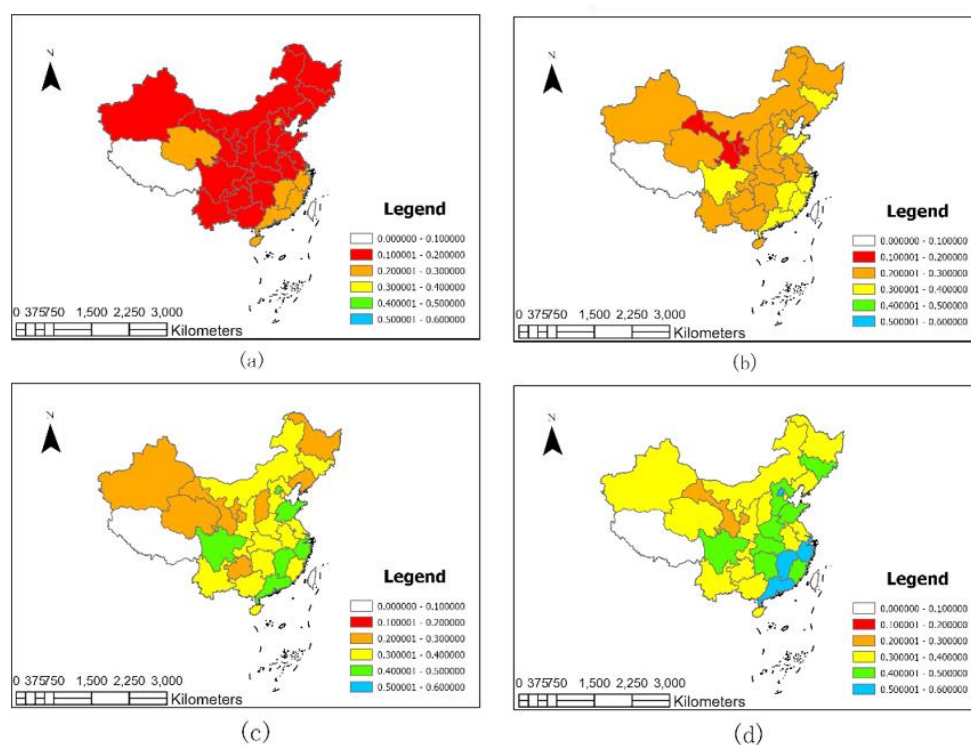 N
Legend
0.000000 - 0.100000
0.100001 - 0.200000
0.200001 - 0.300000
0.300001 - 0.400000
0.400001 - 0.500000
0.500001 - 0.600000
0 375750 1,500 2,250 3,000
Kilometers
(a)
N
Legend
0.000000 - 0.100000
0.100001 - 0.200000
0.200001 - 0.300000
0.300001 - 0.400000
0.400001 - 0.500000
0.500001 - 0.600000
0 375750 1,500 2,250 3,000
Kilometers
(b)
N
Legend
0.000000 - 0.100000
0.100001 - 0.200000
0.200001 - 0.300000
0.300001 - 0.400000
0.400001 - 0.500000
0.500001 - 0.600000
0 375750 1,500 2,250 3,000
Kilometers
(c)
N
Legend
0.000000 - 0.100000
0.100001 - 0.200000
0.200001 - 0.300000
0.300001 - 0.400000
0.400001 - 0.500000
0.500001 - 0.600000
0 375750 1,500 2,250 3,000
Kilometers
(d)